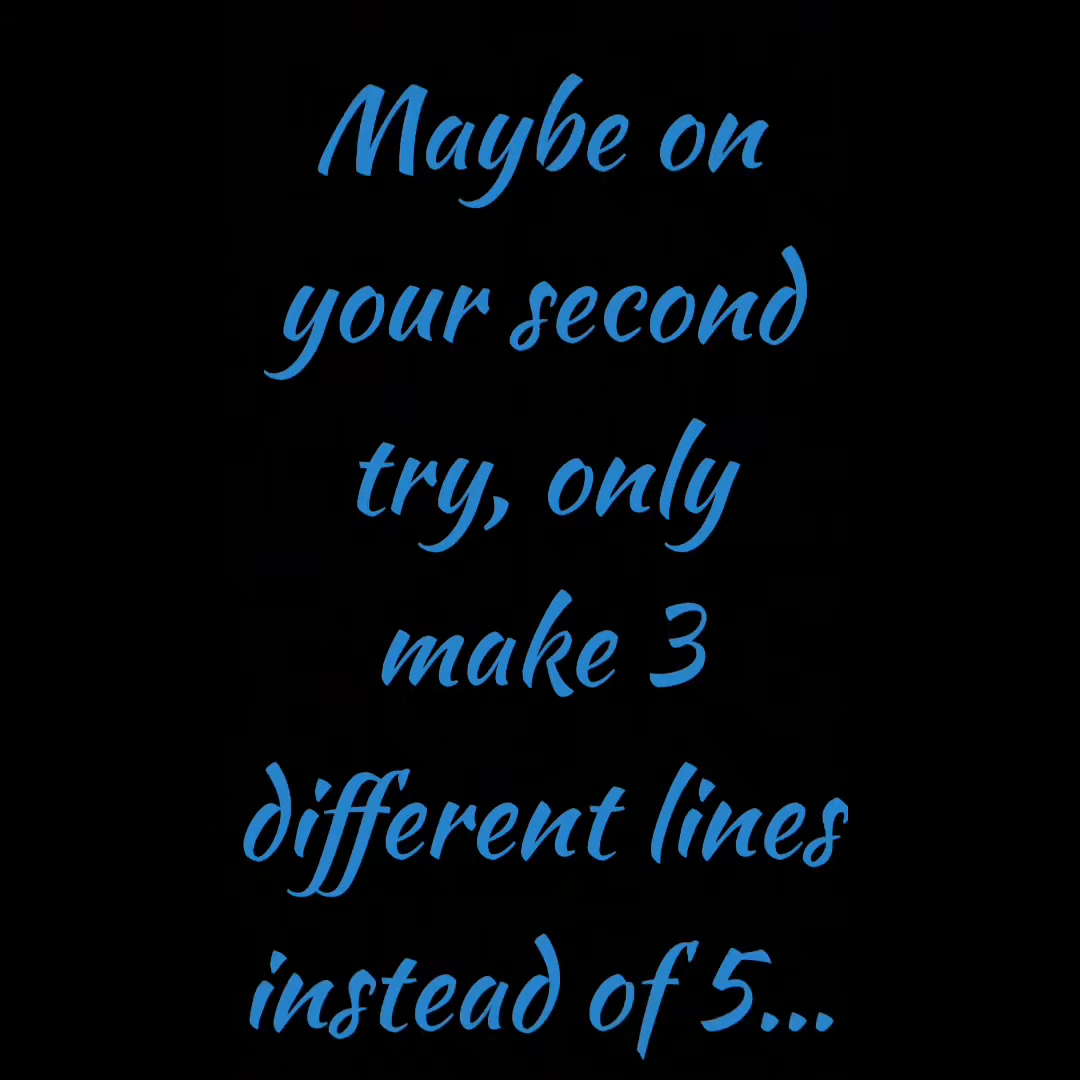 Maybe on
your second
try, only
make 3
different lines
instead of 5...